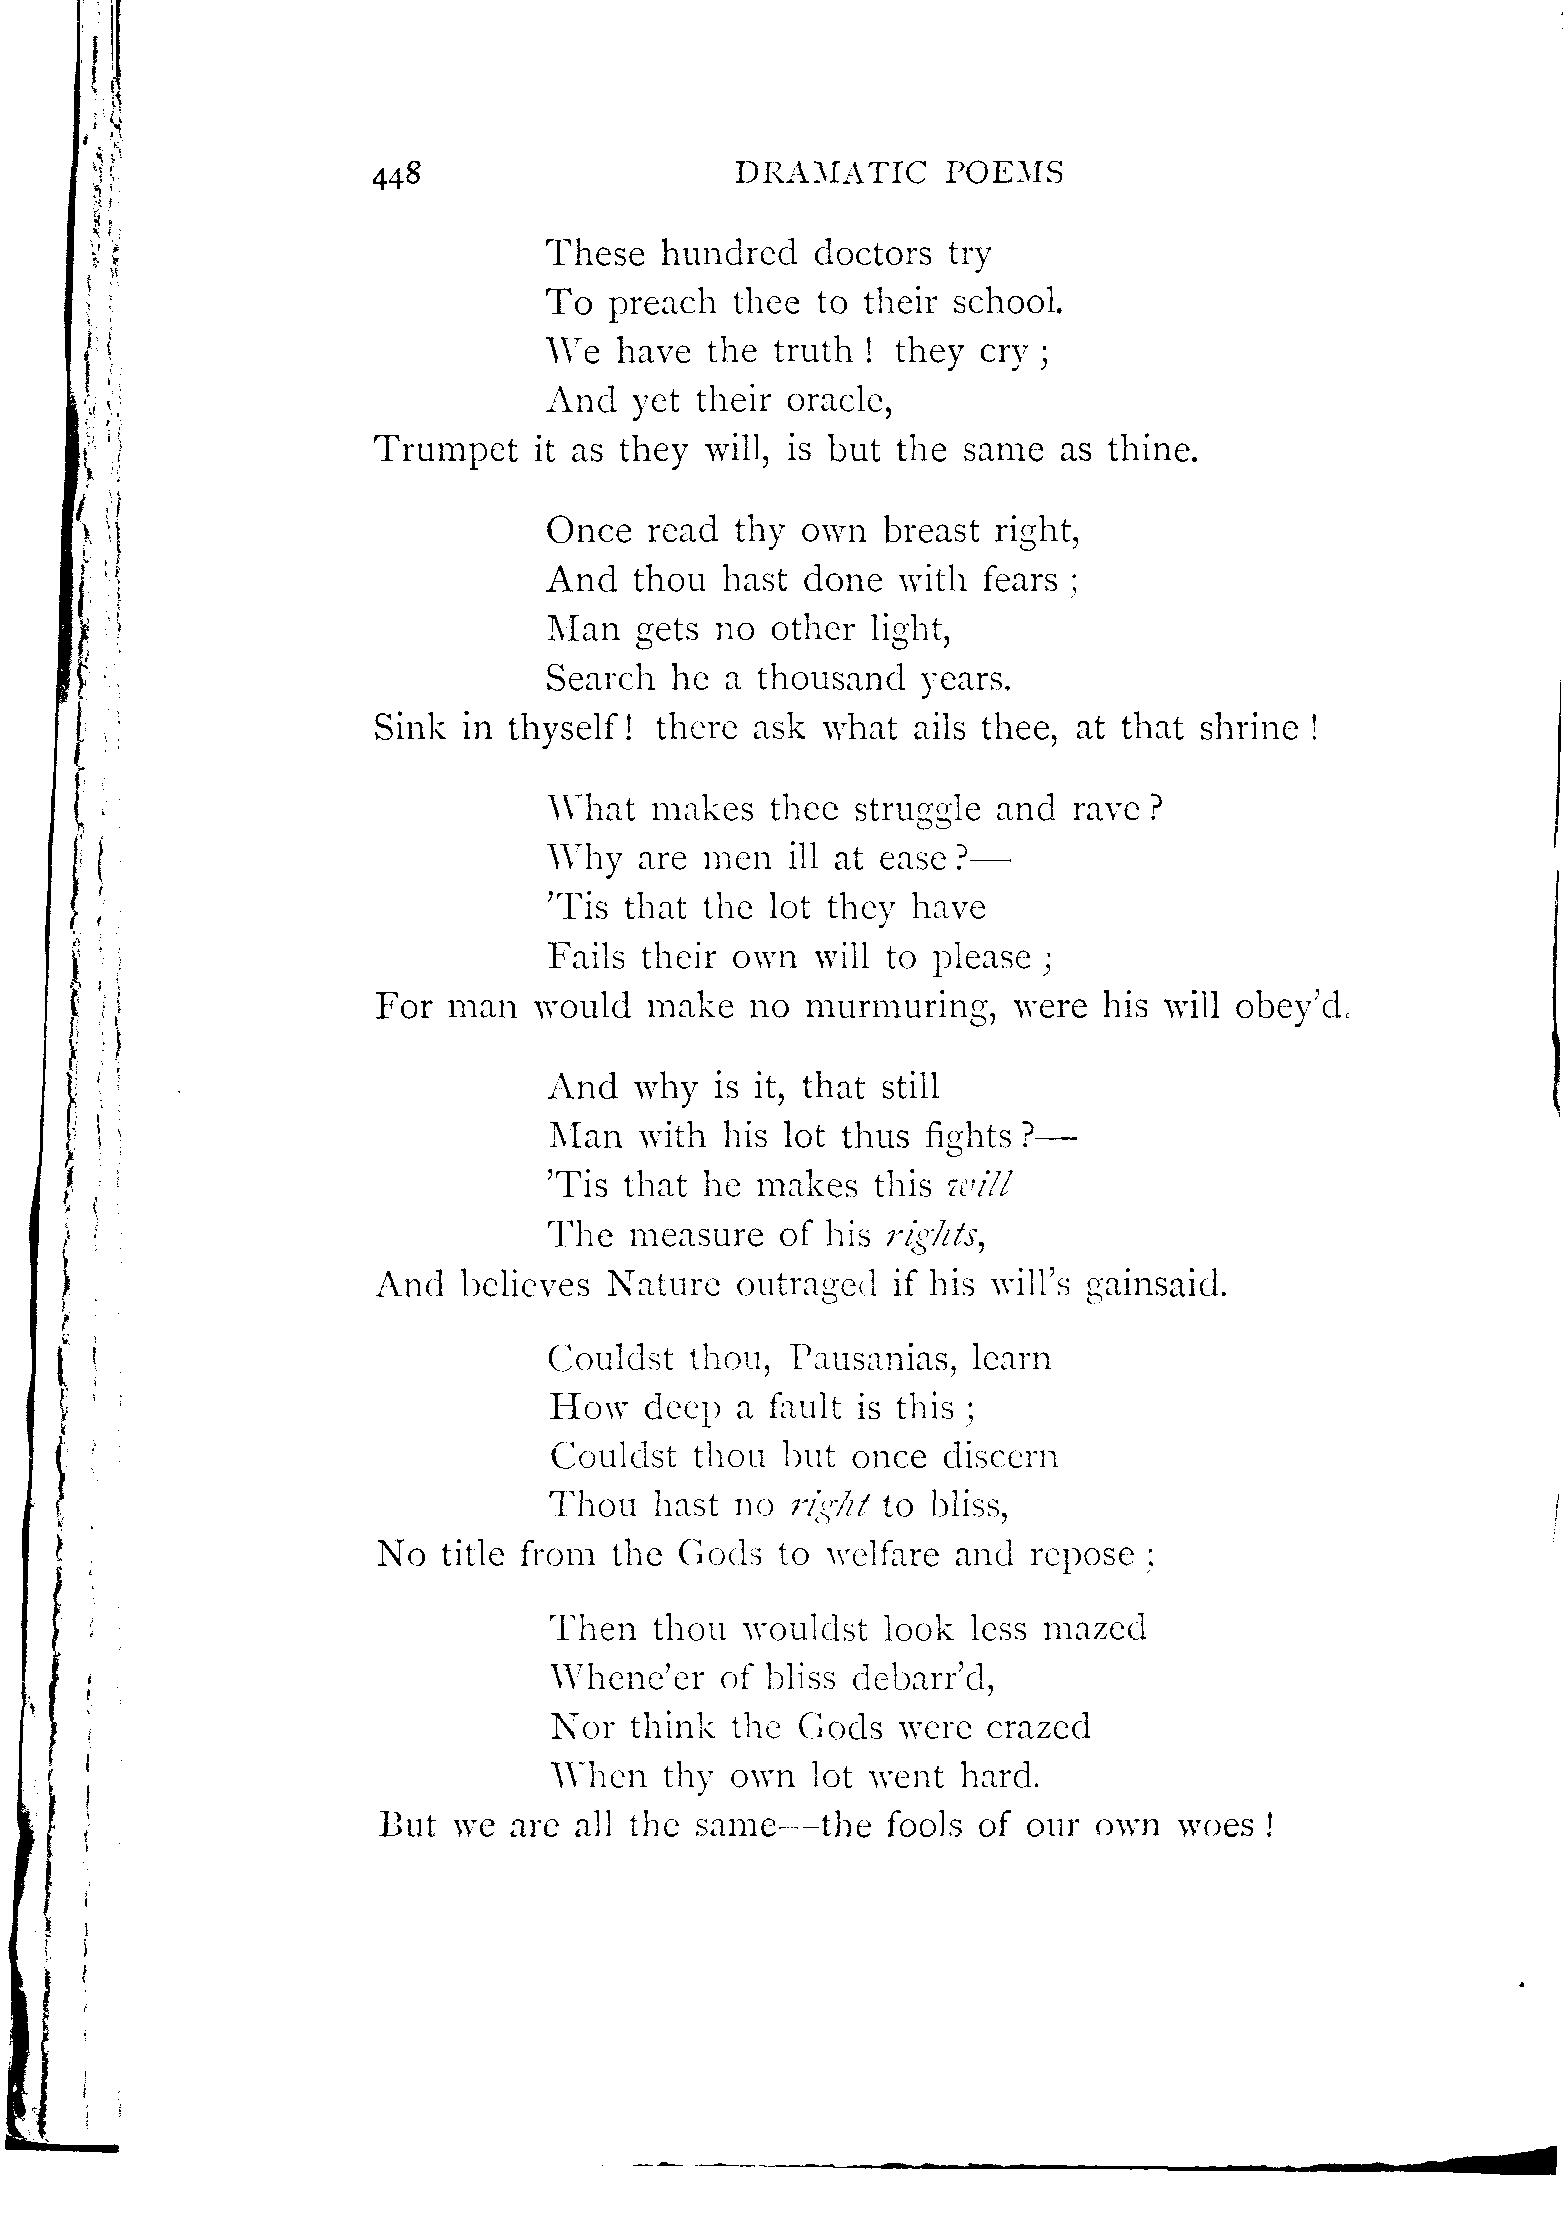 448 DRAMATIC POEMS
These hundred doctors try
To preach thee to their school.
We have the truth ! they cry ;
And yet their oracle,
Trumpet it as they will, is but the same as thine.
Once read thy own breast right,
And thou hast done with fears ;
Man gets no other light,
Search he a thousand years.
Sink in thyself! there ask what ails thee, at that shrine !
What makes thee struggle and rave ?
Why are men ill at ease ?—
’Tis that the lot they have
Fails their own will to please ;
For man would make no murmuring, were his will obey’d.
And why is it, that still
Man with his lot thus fights ?—
’Tis that he makes this will
The measure of his rights,
And believes Nature outraged if his will’s gainsaid.
Couldst thou, Pausanias, learn
How deep a fault is this ;
Couldst thou but once discern
Thou hast no right to bliss,
No title from the Gods to welfare and repose ;
Then thou wouldst look less mazed
Whene’er of bliss debarr’d,
Nor think the Gods were crazed
When thy own lot went hard.
But we are all the same—the fools of our own woes !